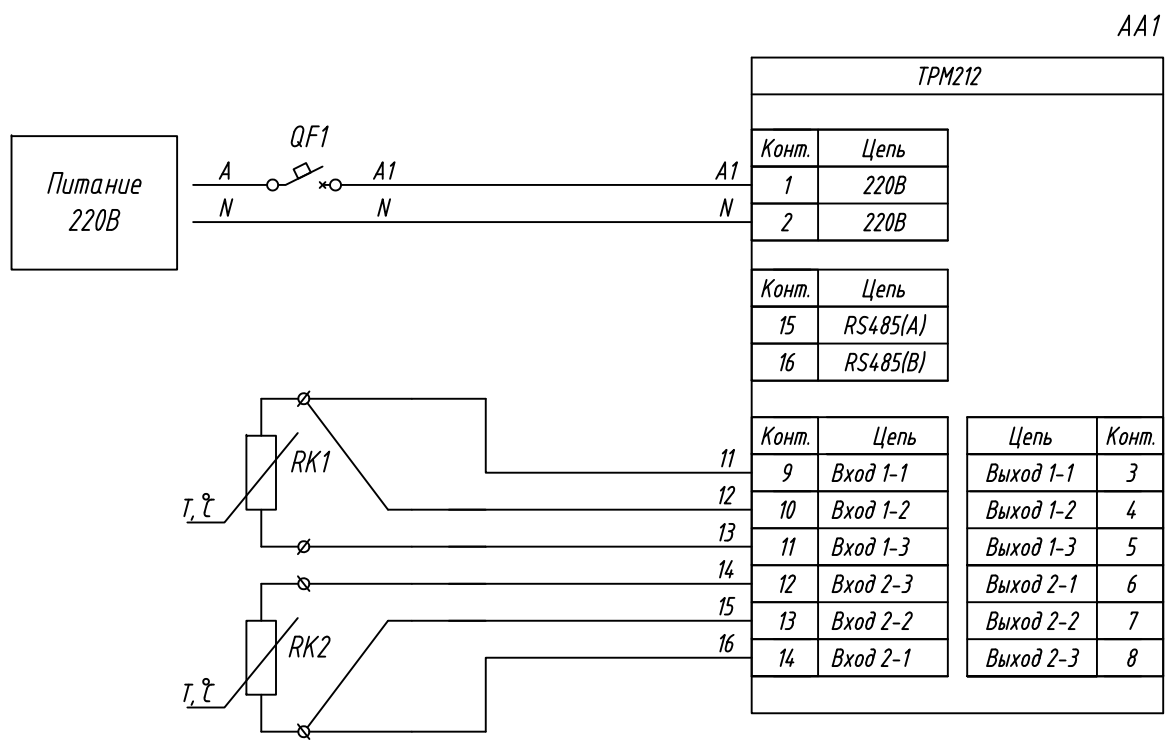 AA1
ТРМ212
QF1
Питание
220В
A A1 A1
N N N
Конт. Цепь
1 220В
2 220В
Конт. Цепь
15 RS485(A)
16 RS485(B)
Конт. Цепь Цепь Конт.
11 9 Вход 1-1 Выход 1-1 3
RK1
12 10 Вход 1-2 Выход 1-2 4
T,℃
13 11 Вход 1-3 Выход 1-3 5
14 12 Вход 2-3 Выход 2-1 6
15 13 Вход 2-2 Выход 2-2 7
RK2
16 14 Вход 2-1 Выход 2-3 8
T,℃